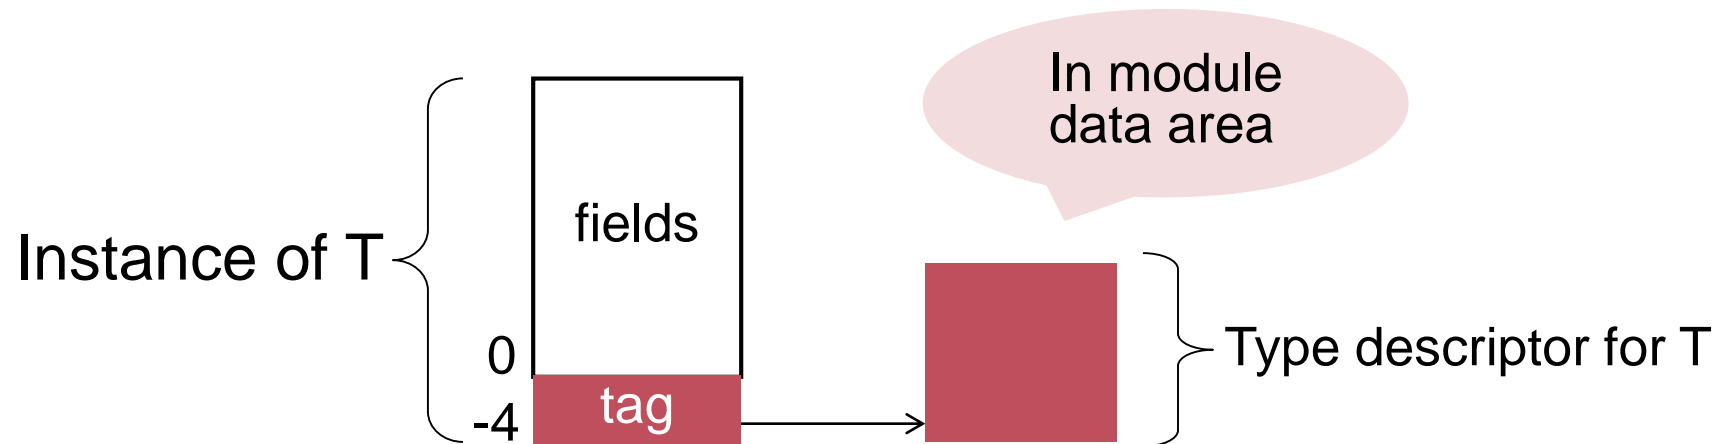 In module
data area
fields
Instance of T
0
Type descriptor for T
tag
-4